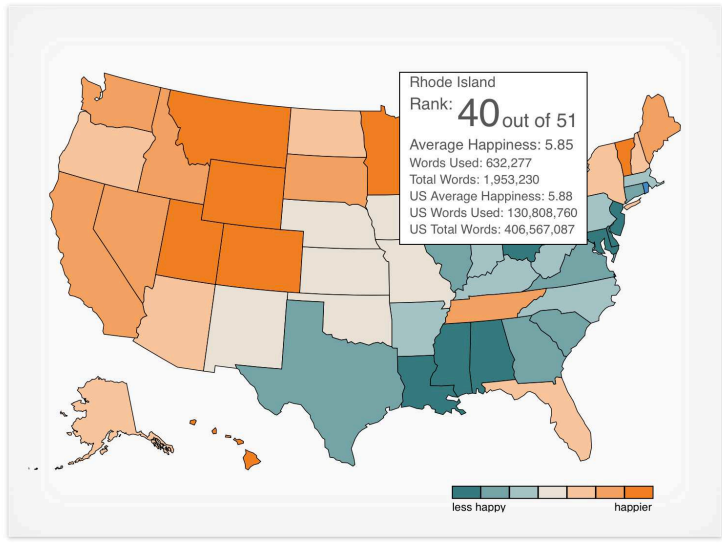 Rhode Island
Rank: 40 out of 51
Average Happiness: 5.85
Words Used: 632,277
Total Words: 1,953,230
US Average Happiness: 5.88
US Words Used: 130,808,760
US Total Words: 406,567,087
less happy happier